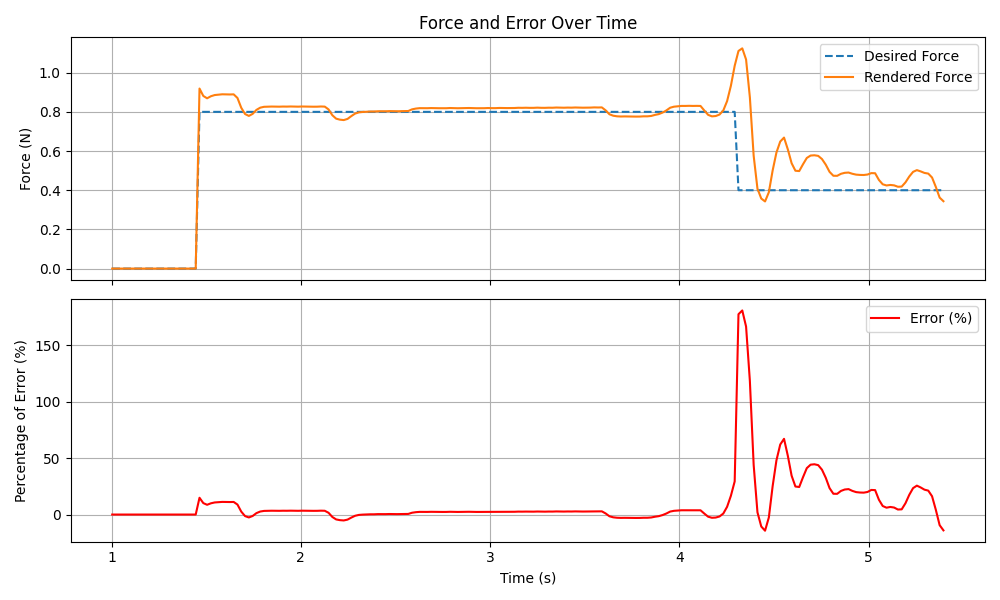 Force and Error Over Time
Force (N)
1.0
0.8
0.6
0.4
0.2
0.0
Desired Force
Rendered Force
Percentage of Error (%)
150
100
50
0
Error (%)
1 2 3 4 5
Time (s)